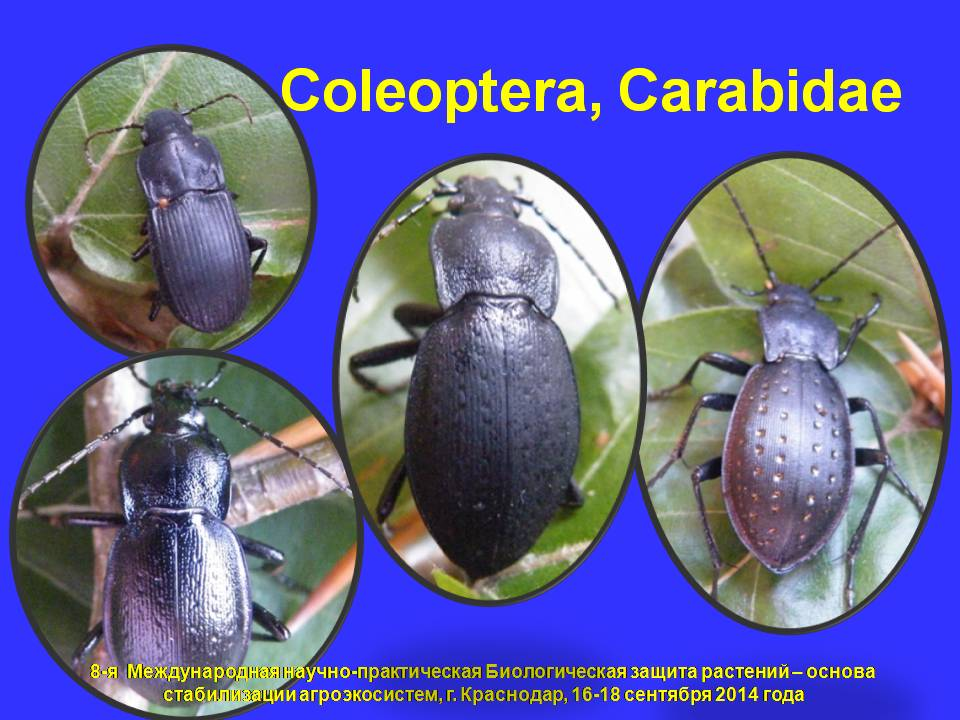 Coleoptera, Carabidae
8-я Международная научно-практическая Биологическая защита растений – основа
стабилизации агроэкосистем, г. Краснодар, 16-18 сентября 2014 года